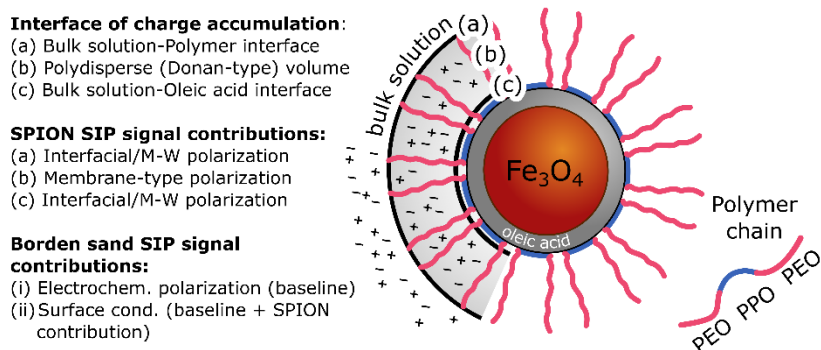 Interface of charge accumulation:
(a) Bulk solution-Polymer interface
(b) Polydisperse (Donan-type) volume
(c) Bulk solution-Oleic acid interface
SPION SIP signal contributions:
(a) Interfacial/M-W polarization
(b) Membrane-type polarization
(c) Interfacial/M-W polarization
Borden sand SIP signal
contributions:
(i) Electrochem. polarization (baseline)
(ii) Surface cond. (baseline + SPION
contribution)
bulk solution
(a)
(b)
(c)
Fe₃O₄
oleic acid
Polymer
chain
PEO PPO PEO